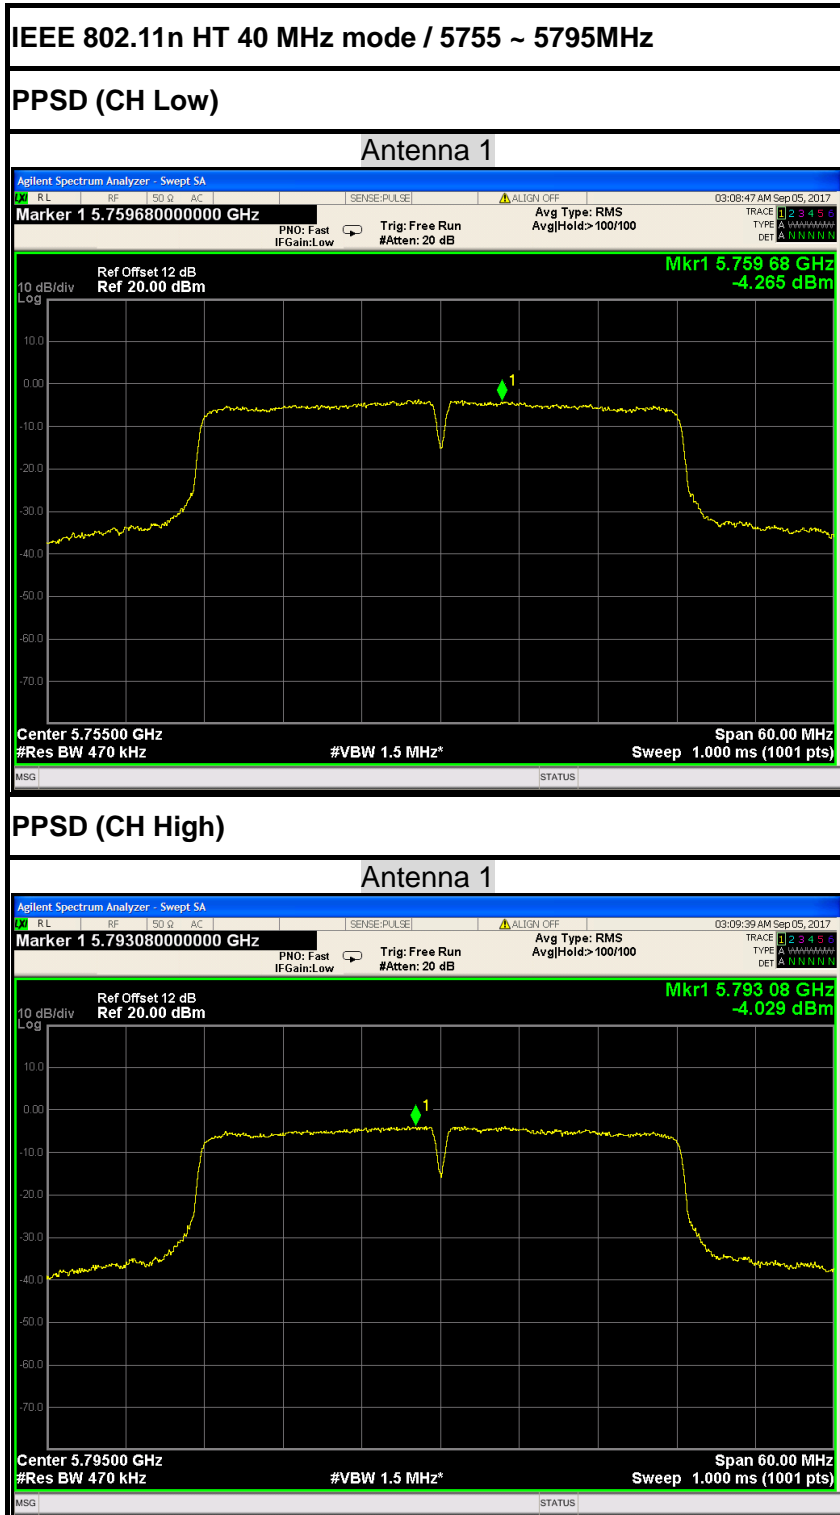 IEEE 802.11n HT 40 MHz mode / 5755 ~ 5795MHz
PPSD (CH Low)
Antenna 1
Agilent Spectrum Analyzer - Swept SA
LXI RL RF 50 Ω AC SENSE:PULSE ALIGN OFF 03:08:47 AM Sep 05, 2017
Marker 1 5.759680000000 GHz
PNO: Fast
IFGain:Low
Trig: Free Run
#Atten: 20 dB
Avg Type: RMS
Avg|Hold:>100/100
TRACE 1 2 3 4 5 6
TYPE A WWWWW
DET A N N N N N
Mkr1 5.759 68 GHz
-4.265 dBm
Ref Offset 12 dB
10 dB/div Ref 20.00 dBm
Log
10.0
0.00
-10.0
-20.0
-30.0
-40.0
-50.0
-60.0
-70.0
1
Center 5.75500 GHz Span 60.00 MHz
#Res BW 470 kHz #VBW 1.5 MHz* Sweep 1.000 ms (1001 pts)
MSG STATUS
PPSD (CH High)
Antenna 1
Agilent Spectrum Analyzer - Swept SA
LXI RL RF 50 Ω AC SENSE:PULSE ALIGN OFF 03:09:39 AM Sep 05, 2017
Marker 1 5.793080000000 GHz
PNO: Fast
IFGain:Low
Trig: Free Run
#Atten: 20 dB
Avg Type: RMS
Avg|Hold:>100/100
TRACE 1 2 3 4 5 6
TYPE A WWWWW
DET A N N N N N
Mkr1 5.793 08 GHz
-4.029 dBm
Ref Offset 12 dB
10 dB/div Ref 20.00 dBm
Log
10.0
0.00
-10.0
-20.0
-30.0
-40.0
-50.0
-60.0
-70.0
1
Center 5.79500 GHz Span 60.00 MHz
#Res BW 470 kHz #VBW 1.5 MHz* Sweep 1.000 ms (1001 pts)
MSG STATUS